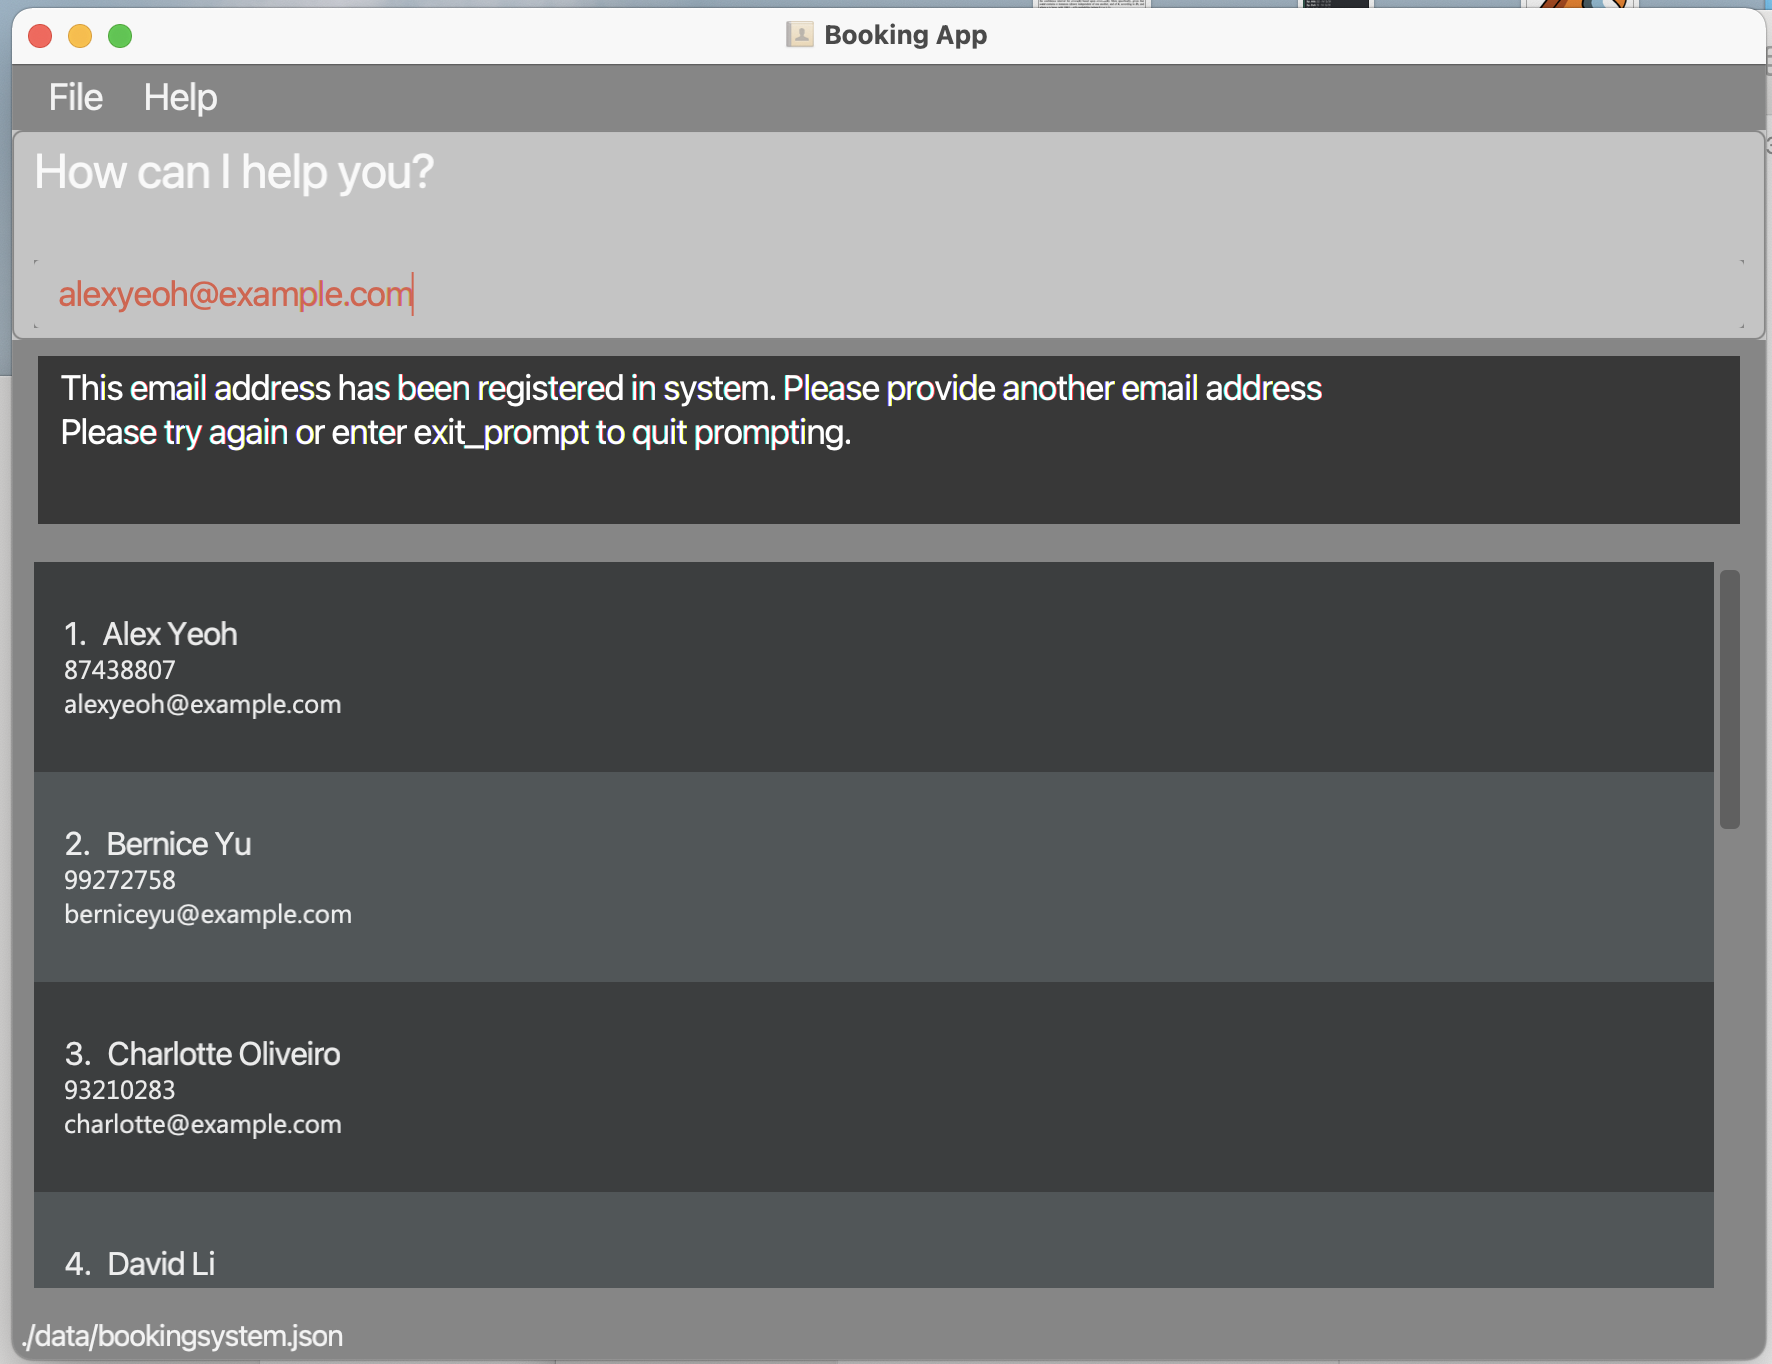 Booking App
File Help
How can I help you?
alexyeoh@example.com
This email address has been registered in system. Please provide another email address
Please try again or enter exit_prompt to quit prompting.
1. Alex Yeoh
87438807
alexyeoh@example.com
2. Bernice Yu
99272758
berniceyu@example.com
3. Charlotte Oliveiro
93210283
charlotte@example.com
4. David Li
./data/bookingsystem.json